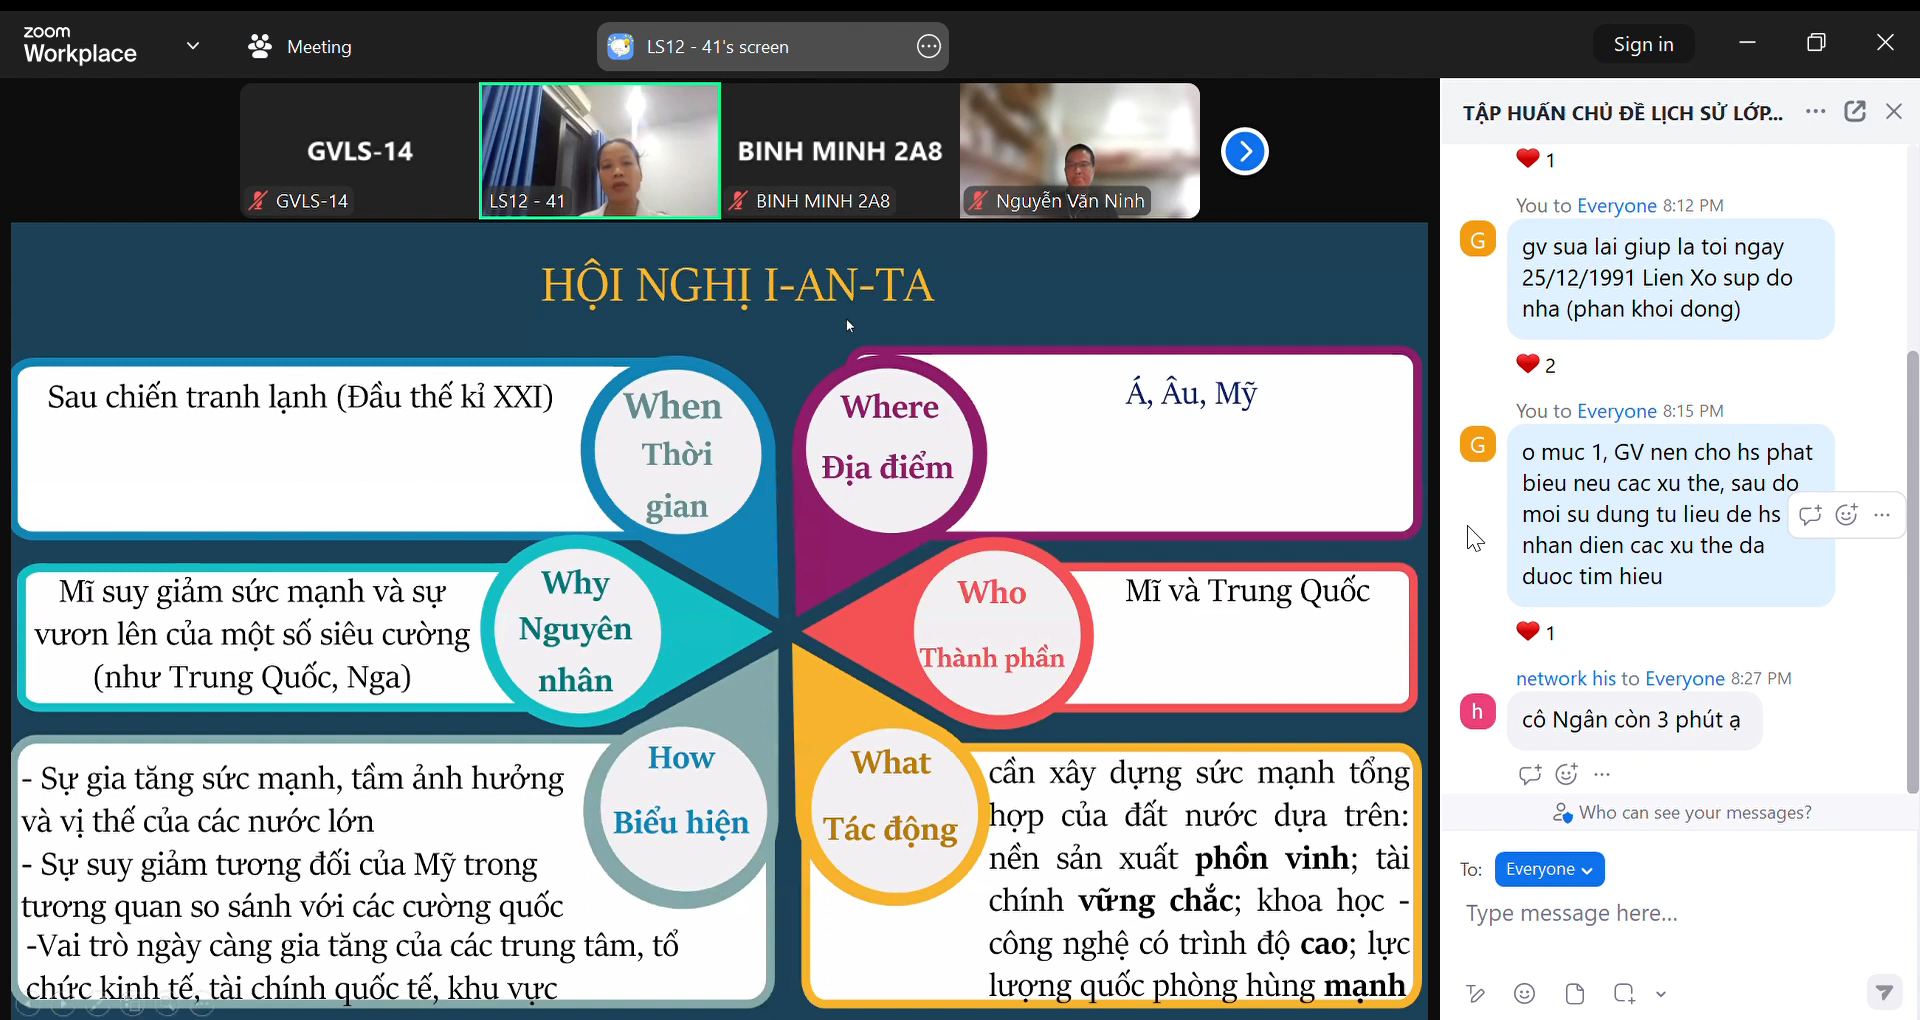 zoom
Workplace
Meeting
LS12 - 41's screen
Sign in
GVLS-14
GVLS-14
LS12 - 41
BINH MINH 2A8
BINH MINH 2A8
Nguyễn Văn Ninh
HỘI NGHỊ I-AN-TA
Sau chiến tranh lạnh (Đầu thế kỉ XXI)
When
Thời
gian
Where
Địa điểm
Á, Âu, Mỹ
Mĩ suy giảm sức mạnh và sự
vươn lên của một số siêu cường
(như Trung Quốc, Nga)
Why
Nguyên
nhân
Who
Thành phần
Mĩ và Trung Quốc
- Sự gia tăng sức mạnh, tầm ảnh hưởng
và vị thế của các nước lớn
- Sự suy giảm tương đối của Mỹ trong
tương quan so sánh với các cường quốc
-Vai trò ngày càng gia tăng của các trung tâm, tổ
chức kinh tế, tài chính quốc tế, khu vực
How
Biểu hiện
What
Tác động
cần xây dựng sức mạnh tổng
hợp của đất nước dựa trên:
nền sản xuất phồn vinh; tài
chính vững chắc; khoa học -
công nghệ có trình độ cao; lực
lượng quốc phòng hùng mạnh
TẬP HUẤN CHỦ ĐỀ LỊCH SỬ LỚP...
1
You to Everyone 8:12 PM
G
gv sua lai giup la toi ngay
25/12/1991 Lien Xo sup do
nha (phan khoi dong)
2
You to Everyone 8:15 PM
G
o muc 1, GV nen cho hs phat
bieu neu cac xu the, sau do
moi su dung tu lieu de hs
nhan dien cac xu the da
duoc tim hieu
1
network his to Everyone 8:27 PM
h
cô Ngân còn 3 phút ạ
Who can see your messages?
To: Everyone
Type message here...